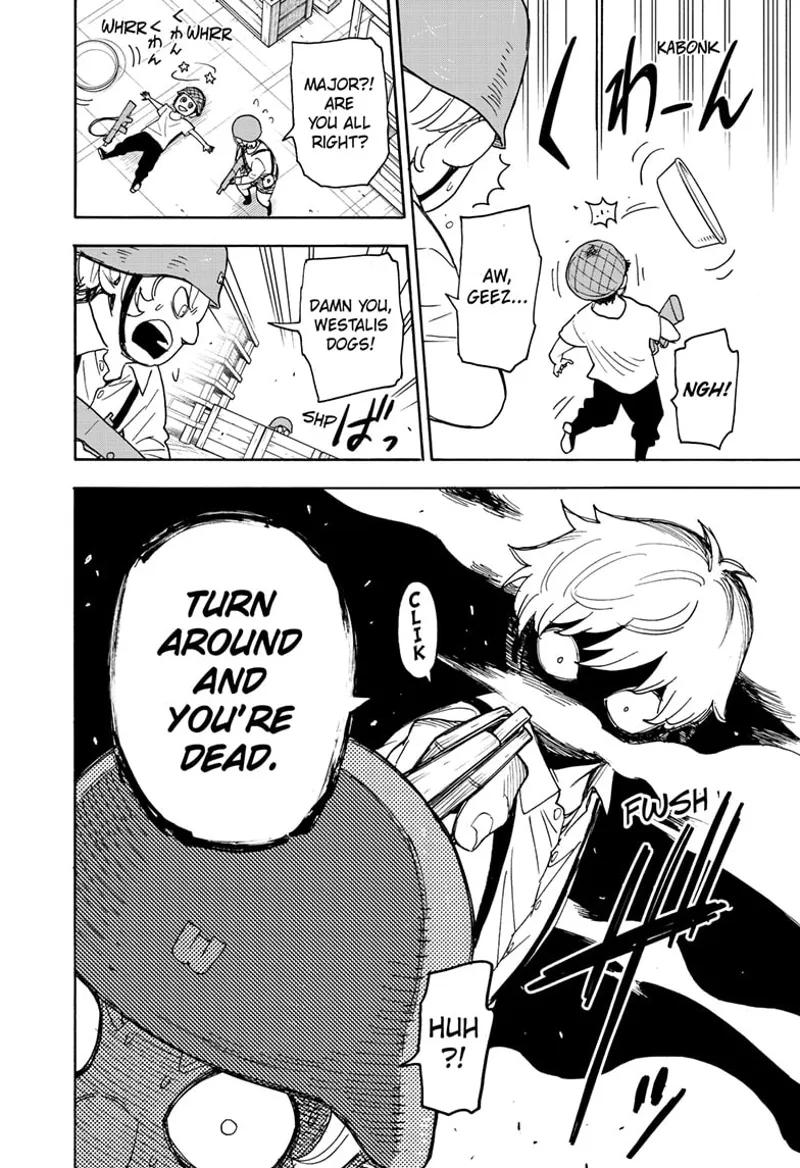 KABONK
くわーん
AW,
GEEZ...
NGH!
WHRR
くわん
くわん
WHRR
MAJOR?!
ARE
YOU ALL
RIGHT?
DAMN YOU,
WESTALIS
DOGS!
SHP
ばっ
TURN
AROUND
AND
YOU'RE
DEAD.
CLIK
FWSH
HUH
?!
W